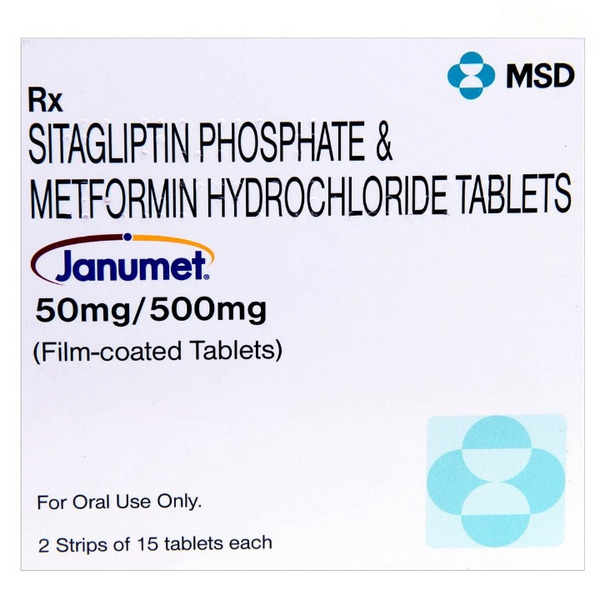 MSD
Rx
SITAGLIPTIN PHOSPHATE &
METFORMIN HYDROCHLORIDE TABLETS
Janumet®
50mg/500mg
(Film-coated Tablets)
For Oral Use Only.
2 Strips of 15 tablets each